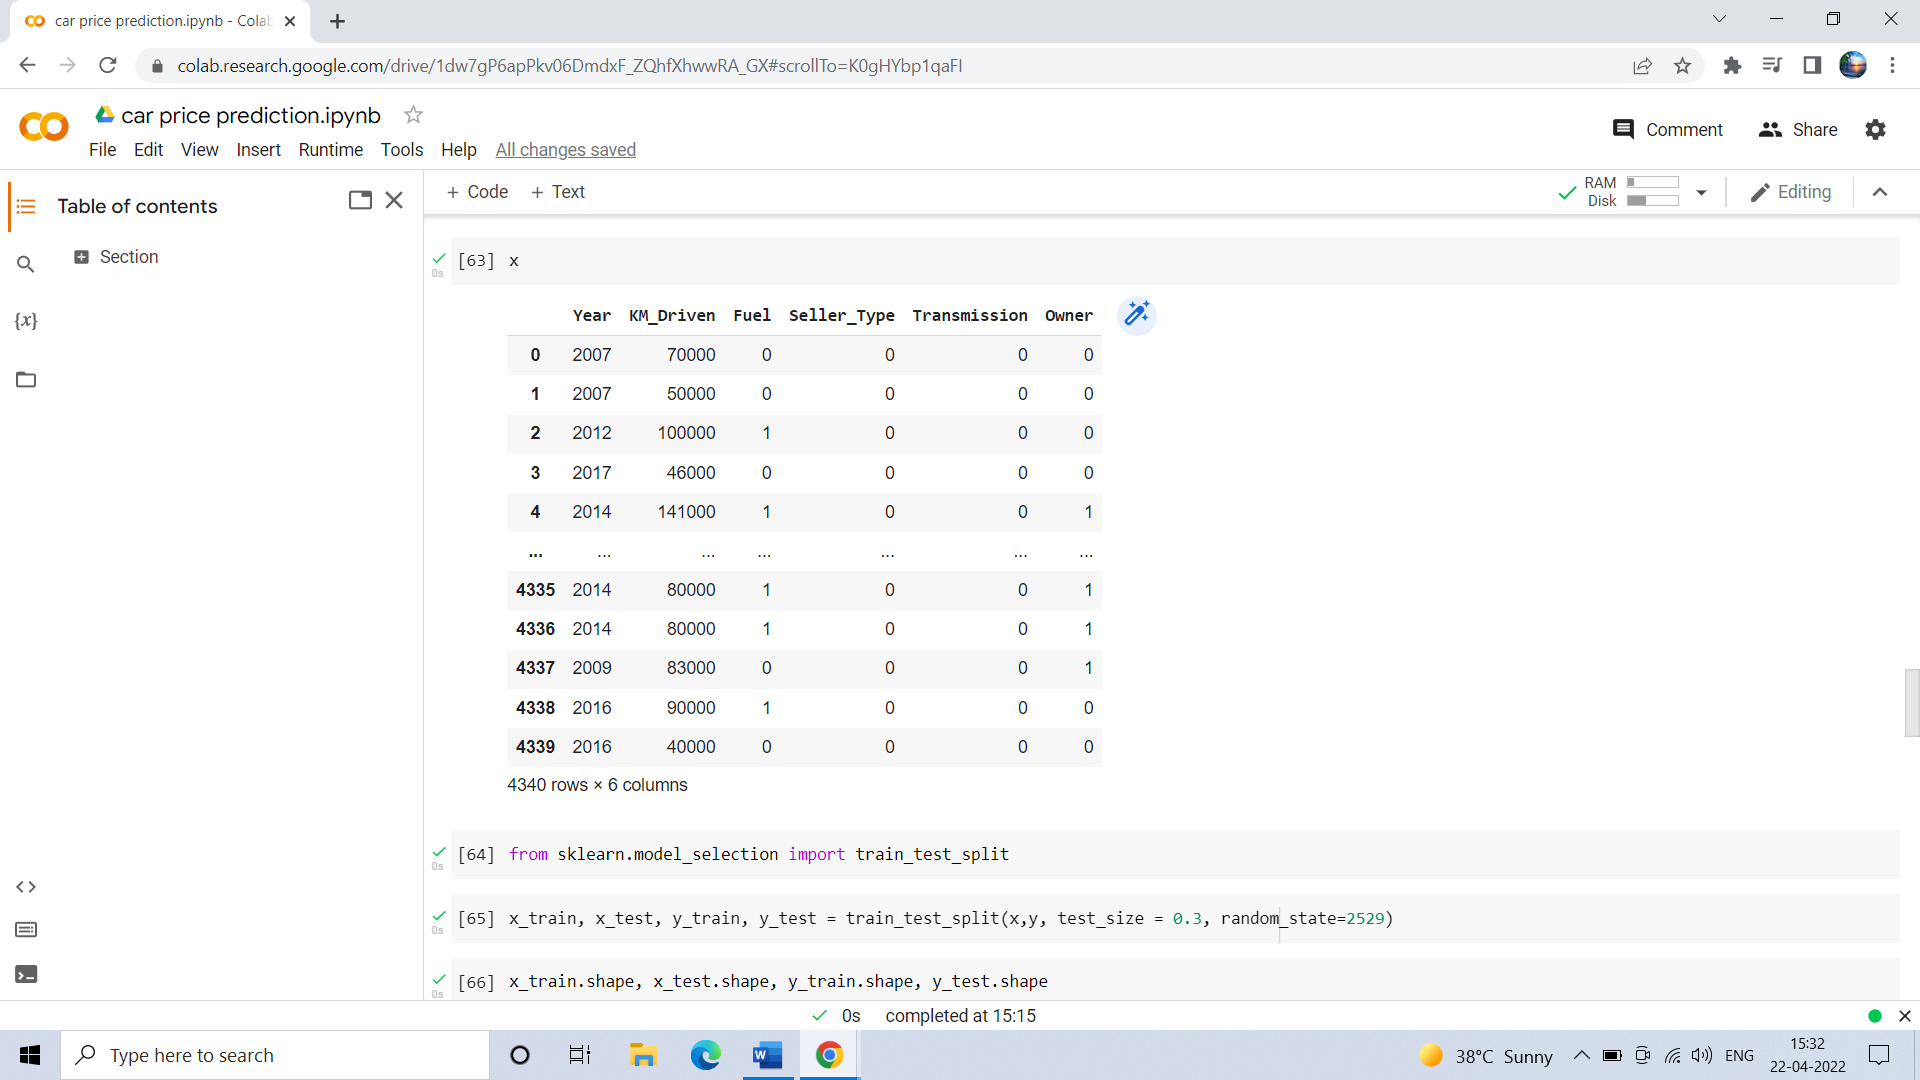 car price prediction.ipynb - Colab
colab.research.google.com/drive/1dw7gP6apPkv06DmdxF_ZQhfXhwwRA_GX#scrollTo=K0gHYbp1qaFI
car price prediction.ipynb
Comment
Share
File Edit View Insert Runtime Tools Help All changes saved
Table of contents
+ Code + Text
RAM
Disk
Editing
Section
{x}
0s [63] x
Year KM_Driven Fuel Seller_Type Transmission Owner
0 2007 70000 0 0 0 0
1 2007 50000 0 0 0 0
2 2012 100000 1 0 0 0
3 2017 46000 0 0 0 0
4 2014 141000 1 0 0 1
... ... ... ... ... ... ...
4335 2014 80000 1 0 0 1
4336 2014 80000 1 0 0 1
4337 2009 83000 0 0 0 1
4338 2016 90000 1 0 0 0
4339 2016 40000 0 0 0 0
4340 rows × 6 columns
0s [64] from sklearn.model_selection import train_test_split
0s [65] x_train, x_test, y_train, y_test = train_test_split(x,y, test_size = 0.3, random_state=2529)
0s [66] x_train.shape, x_test.shape, y_train.shape, y_test.shape
0s completed at 15:15
Type here to search
38°C Sunny
ENG
15:32
22-04-2022